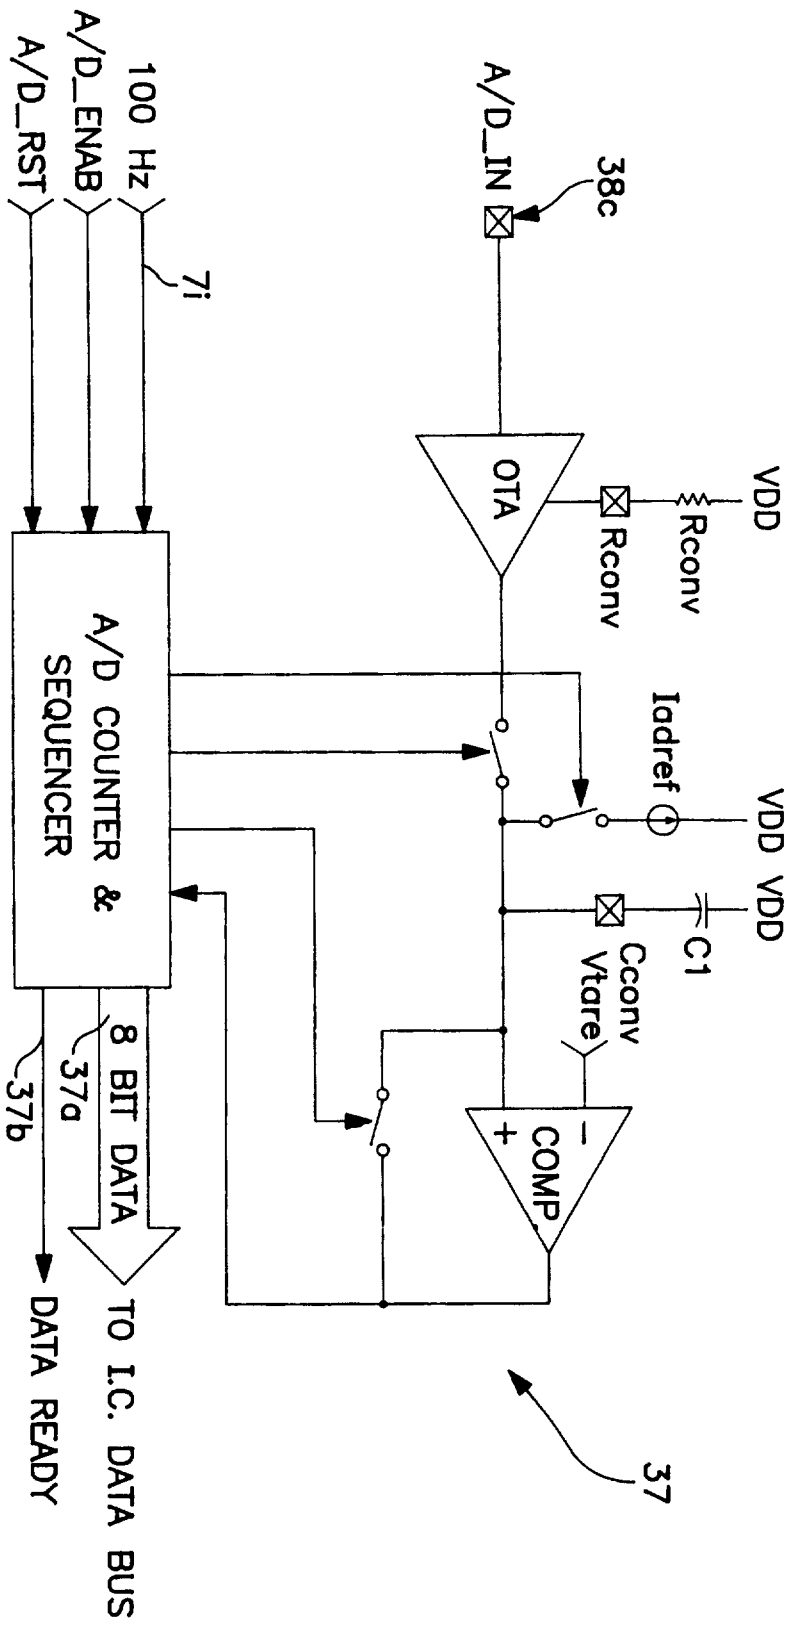 VDD
VDD
VDD
Rconv
Rconv
Iadref
C1
Cconv
Vtare
38c
A/D_IN
OTA
−
+
COMP
37
7i
100 Hz
A/D_ENAB
A/D_RST
A/D COUNTER &
SEQUENCER
8 BIT DATA
TO I.C. DATA BUS
37a
37b
DATA READY